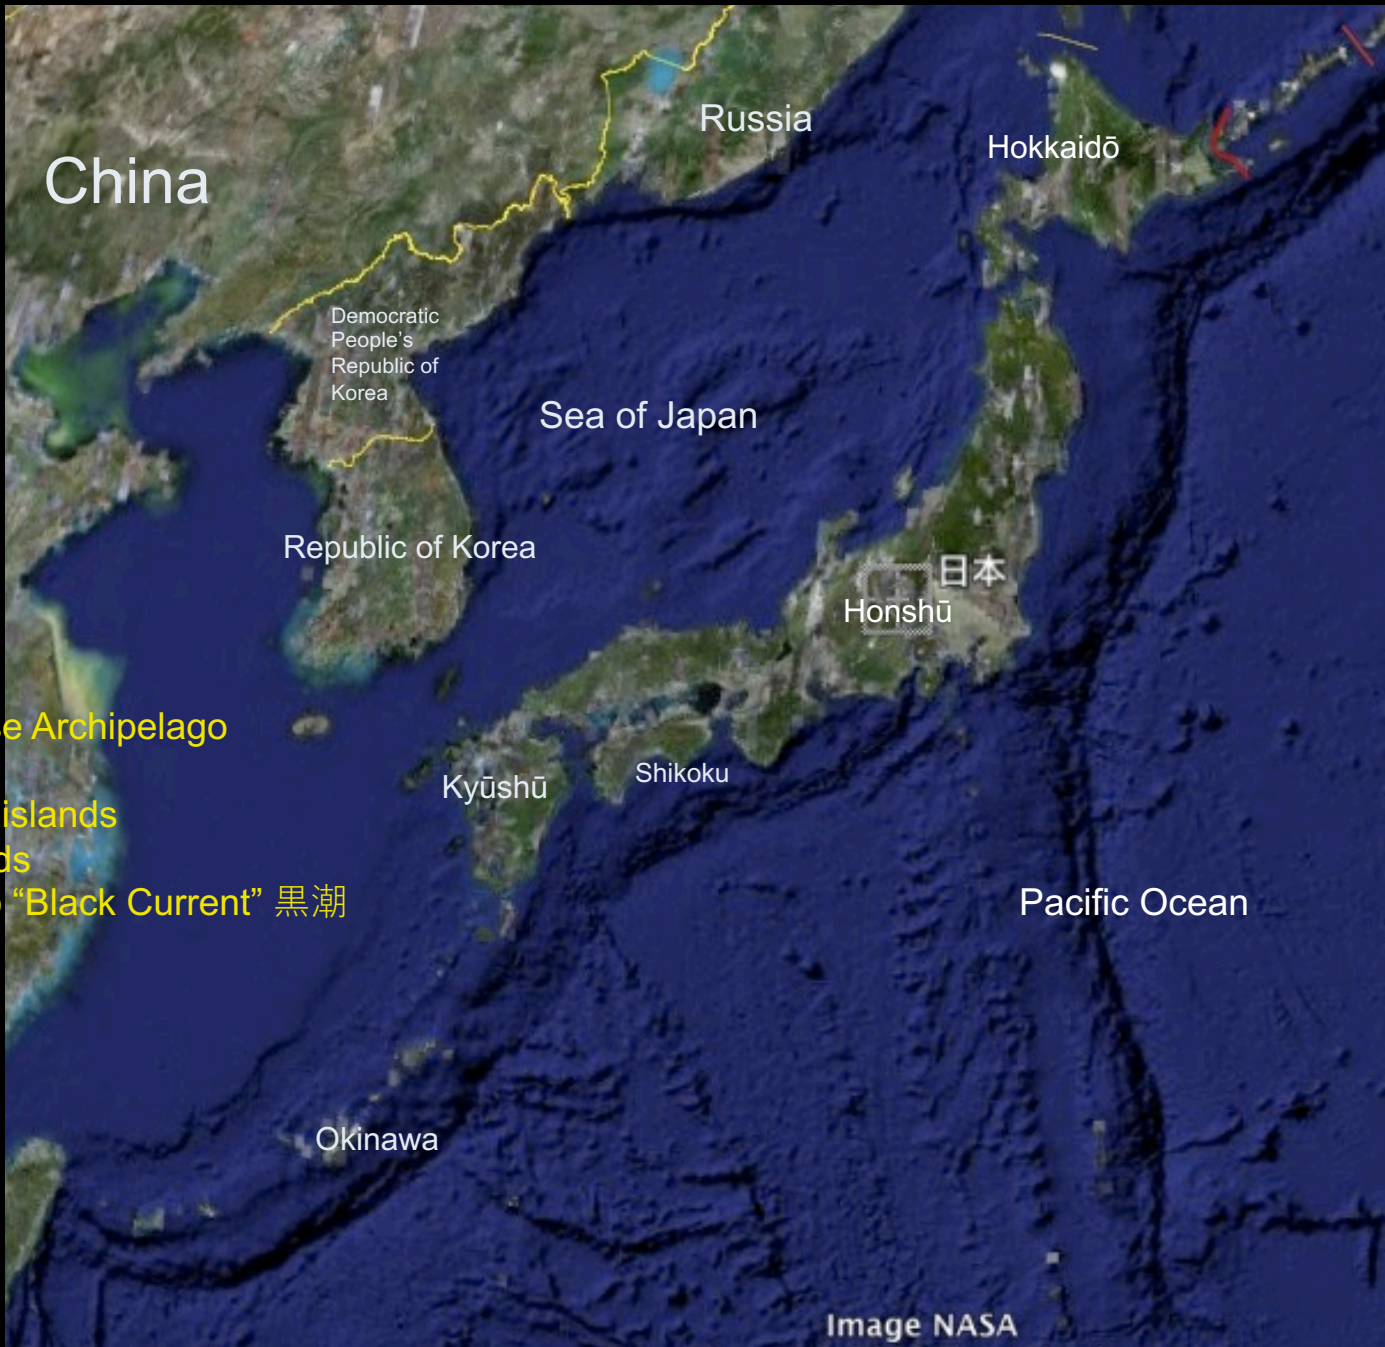 Russia
Hokkaidō
China
Democratic
People's
Republic of
Korea
Sea of Japan
Republic of Korea
日本
Honshū
Archipelago
Kyūshū
Shikoku
islands
“Black Current” 黒潮
Pacific Ocean
Okinawa
Image NASA